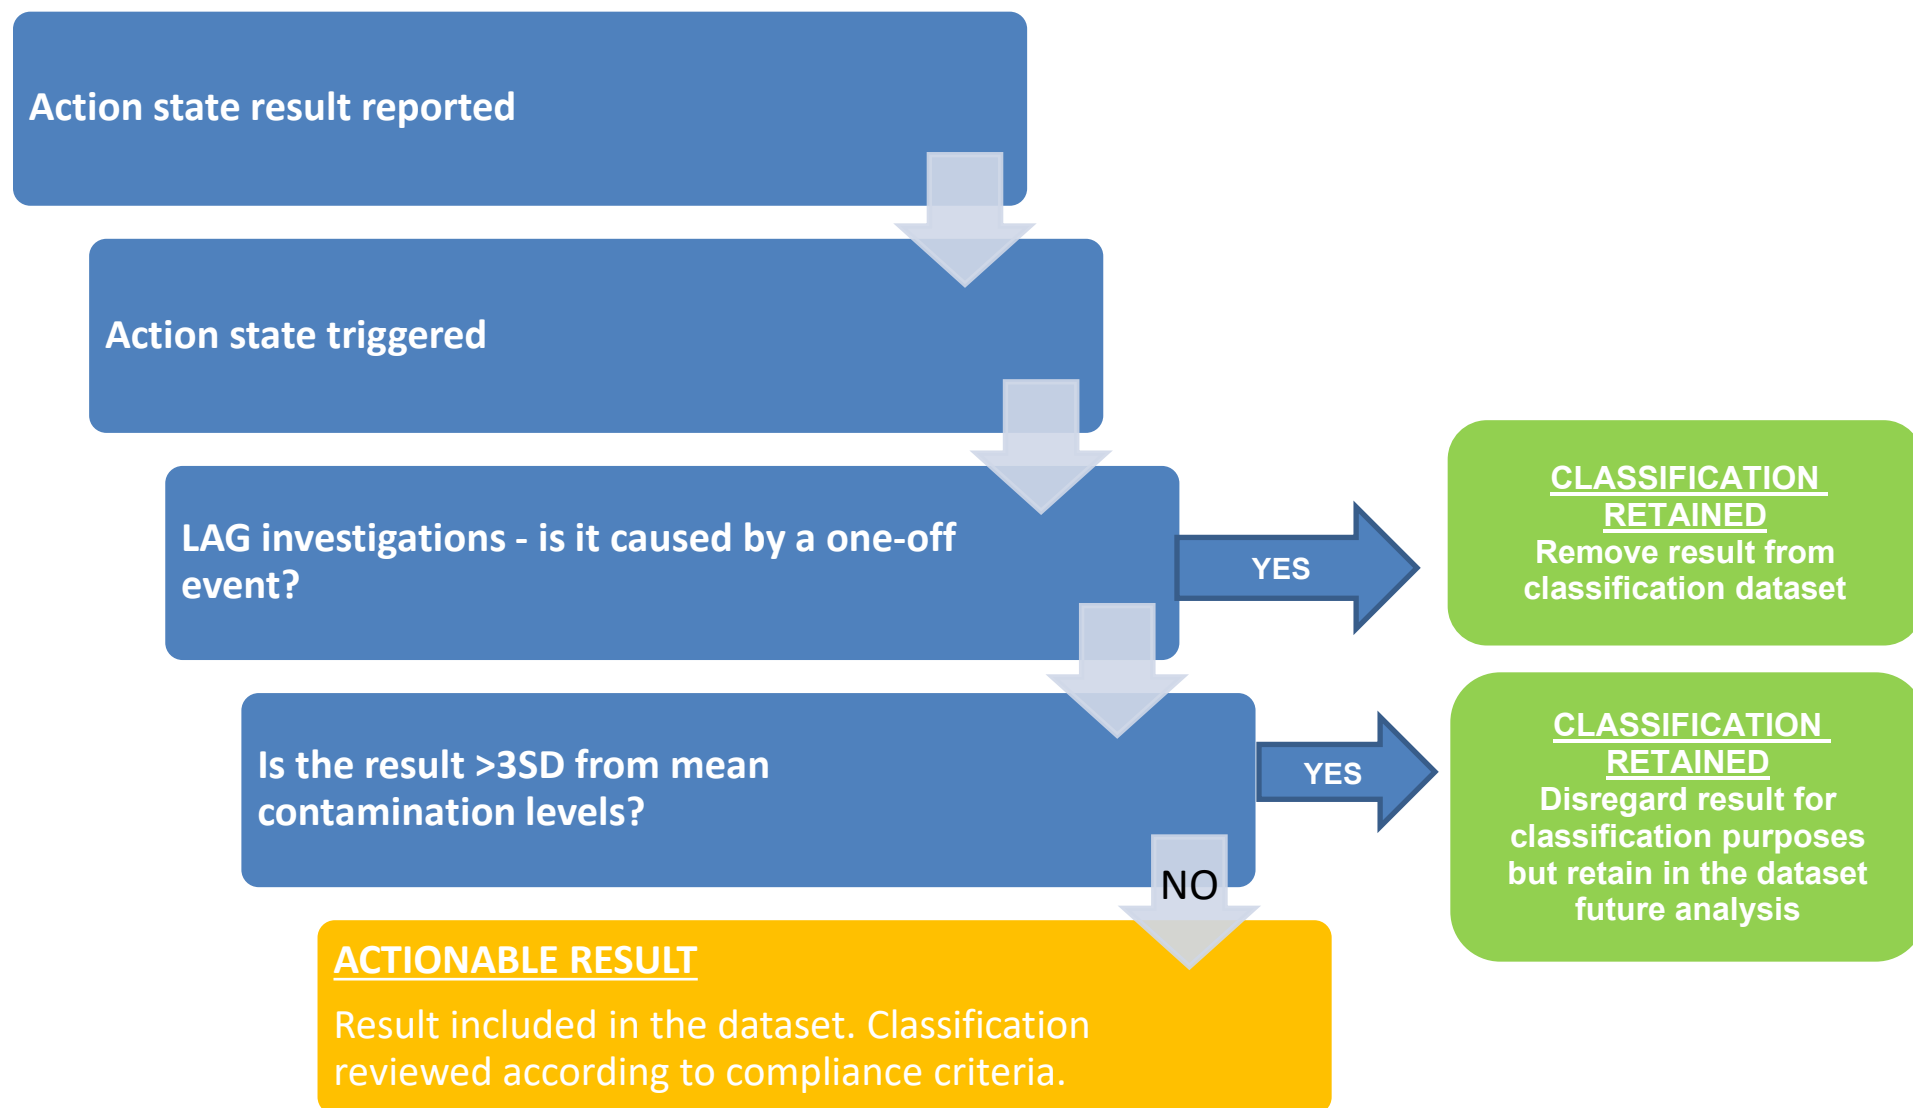 Action state result reported
Action state triggered
LAG investigations - is it caused by a one-off
event?
YES
CLASSIFICATION
RETAINED
Remove result from
classification dataset
Is the result >3SD from mean
contamination levels?
YES
CLASSIFICATION
RETAINED
Disregard result for
classification purposes
but retain in the dataset
future analysis
NO
ACTIONABLE RESULT
Result included in the dataset. Classification
reviewed according to compliance criteria.